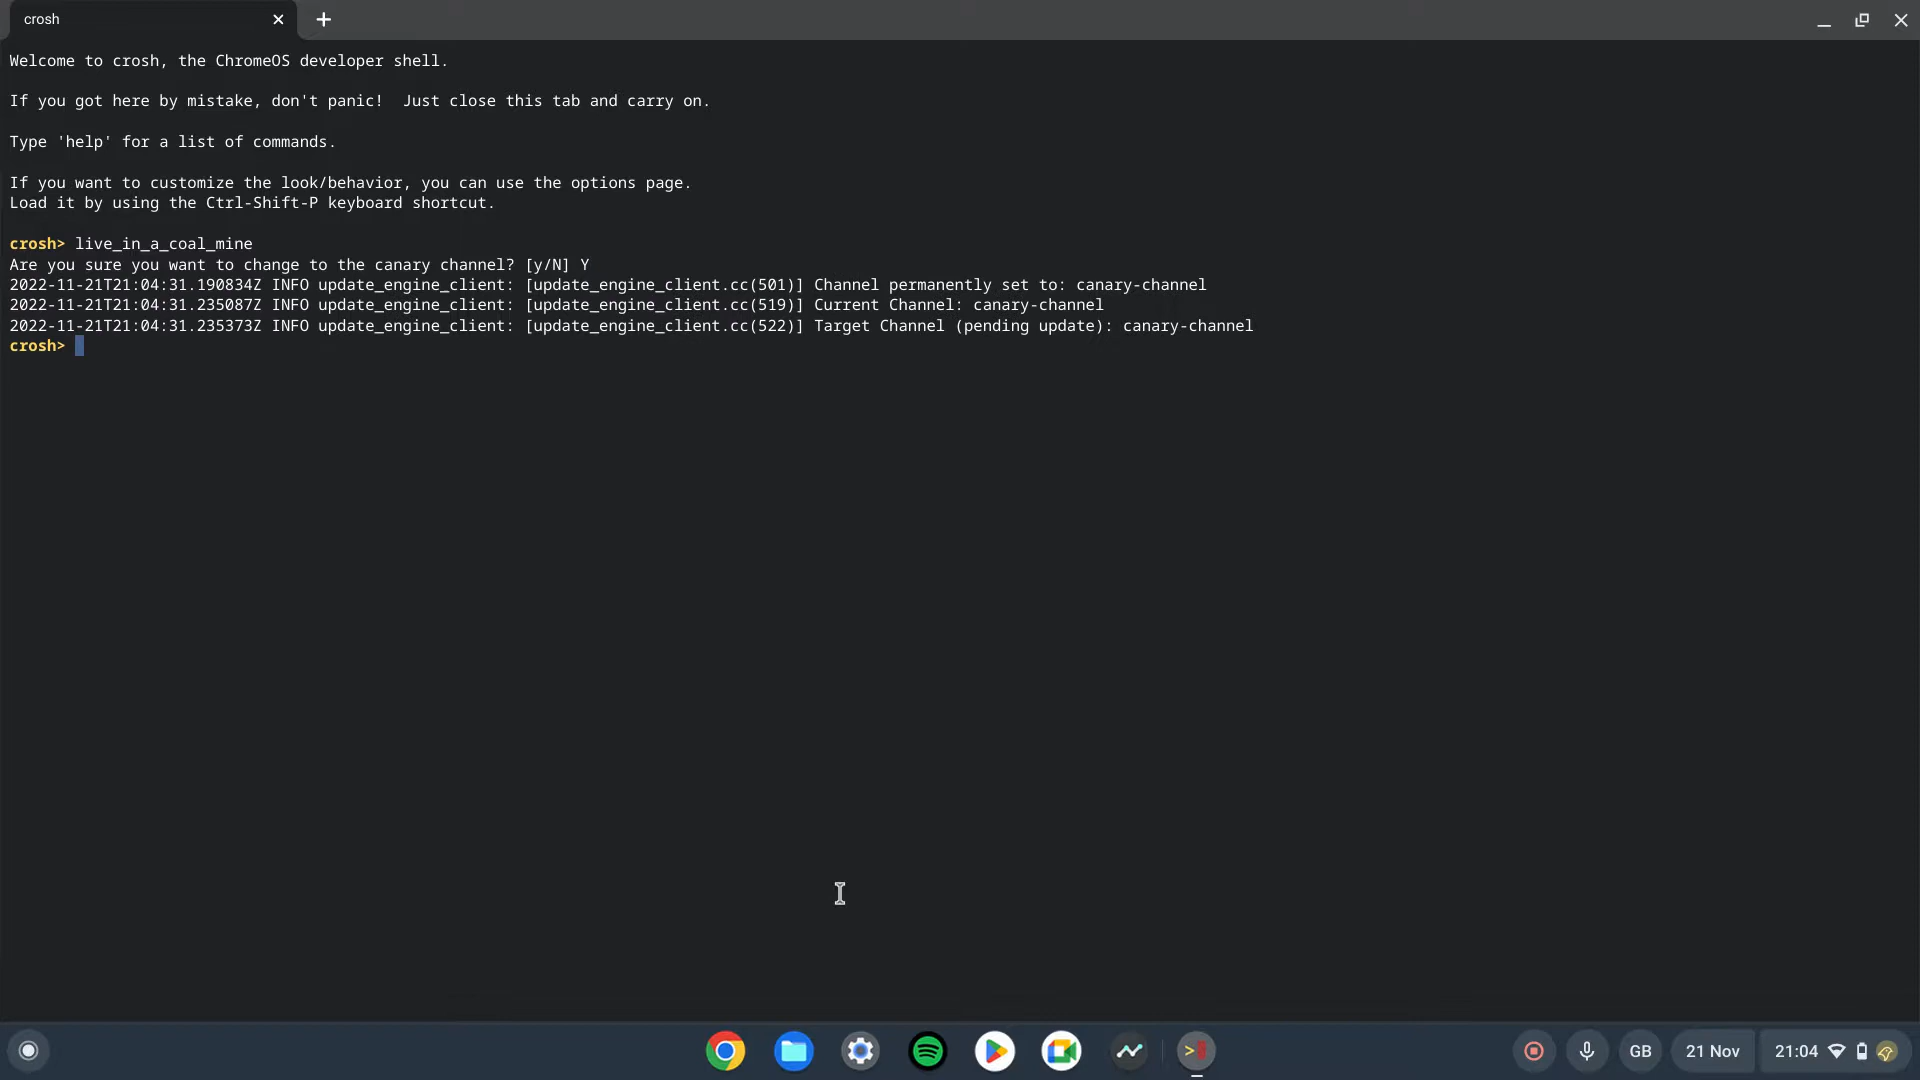 crosh
Welcome to crosh, the ChromeOS developer shell.
If you got here by mistake, don't panic!  Just close this tab and carry on.
Type 'help' for a list of commands.
If you want to customize the look/behavior, you can use the options page.
Load it by using the Ctrl-Shift-P keyboard shortcut.
crosh> live_in_a_coal_mine
Are you sure you want to change to the canary channel? [y/N] Y
2022-11-21T21:04:31.190834Z INFO update_engine_client: [update_engine_client.cc(501)] Channel permanently set to: canary-channel
2022-11-21T21:04:31.235087Z INFO update_engine_client: [update_engine_client.cc(519)] Current Channel: canary-channel
2022-11-21T21:04:31.235373Z INFO update_engine_client: [update_engine_client.cc(522)] Target Channel (pending update): canary-channel
crosh>
GB
21 Nov
21:04